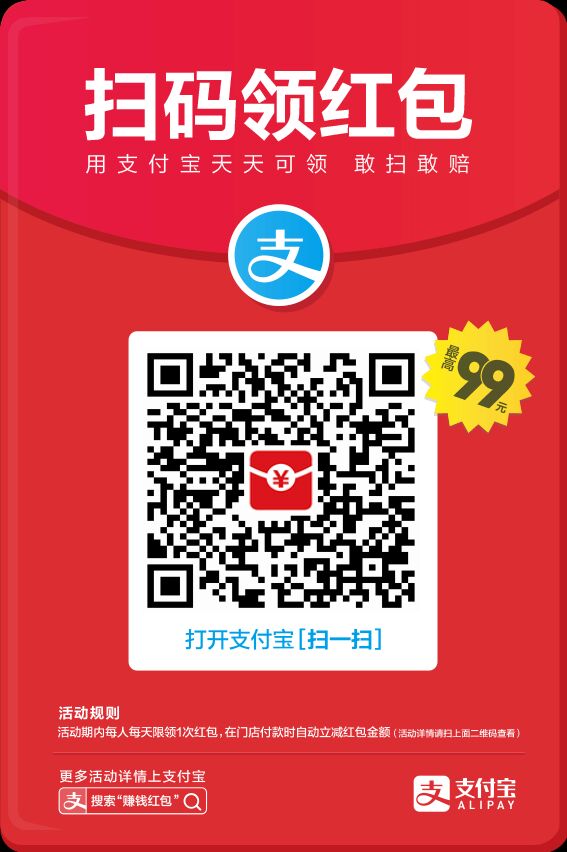 扫码领红包
用支付宝天天可领 敢扫敢赔
支
最高99元
¥
打开支付宝[扫一扫]
活动规则
活动期内每人每天限领1次红包,在门店付款时自动立减红包金额(活动详情请扫上面二维码查看)
更多活动详情上支付宝
支 搜索“赚钱红包”
支 支付宝
ALIPAY